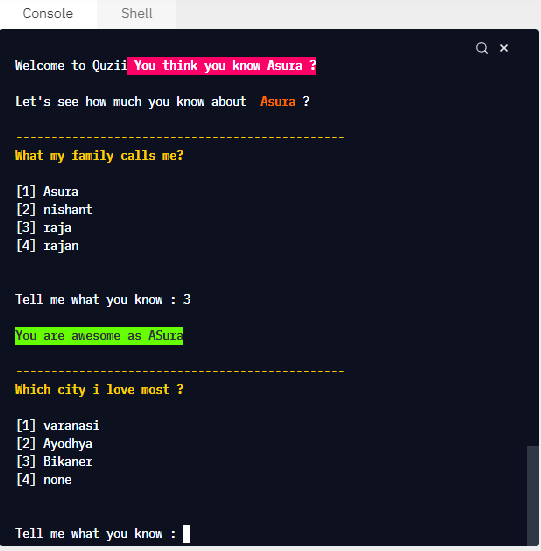 Console Shell
Welcome to Quzii You think you know Asura ?
Let's see how much you know about  Asura ?
-----------------------------------------------
What my family calls me?
[1] Asura
[2] nishant
[3] raja
[4] rajan
Tell me what you know : 3
You are awesome as ASura
-----------------------------------------------
Which city i love most ?
[1] varanasi
[2] Ayodhya
[3] Bikaner
[4] none
Tell me what you know :